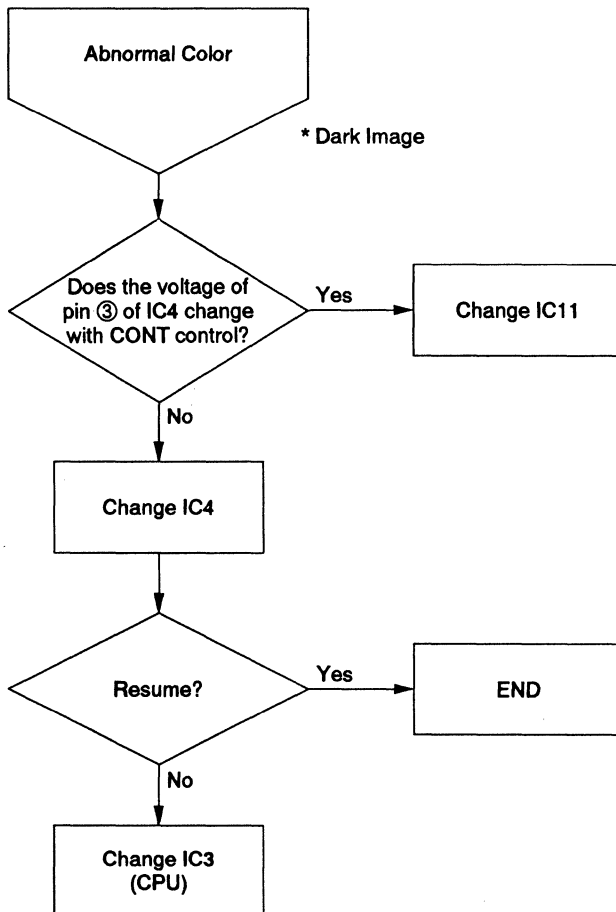 Abnormal Color
* Dark Image
Does the voltage of
pin ③ of IC4 change
with CONT control?
Yes
Change IC11
No
Change IC4
Resume?
Yes
END
No
Change IC3
(CPU)